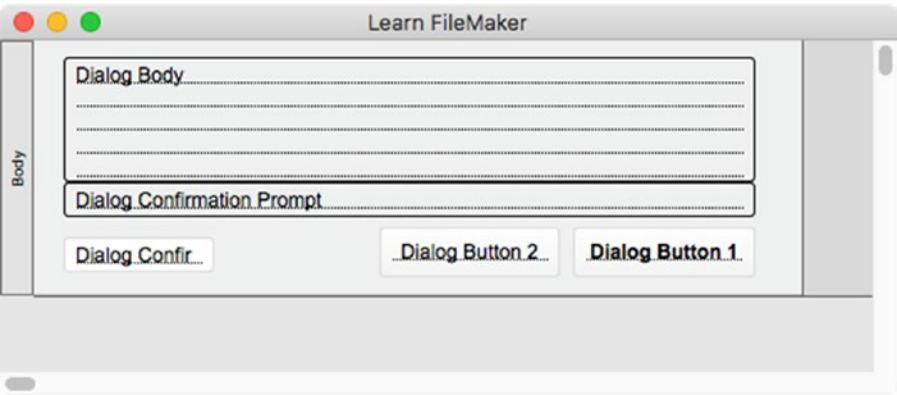 Learn FileMaker
Body
Dialog Body
Dialog Confirmation Prompt
Dialog Confir
Dialog Button 2
Dialog Button 1